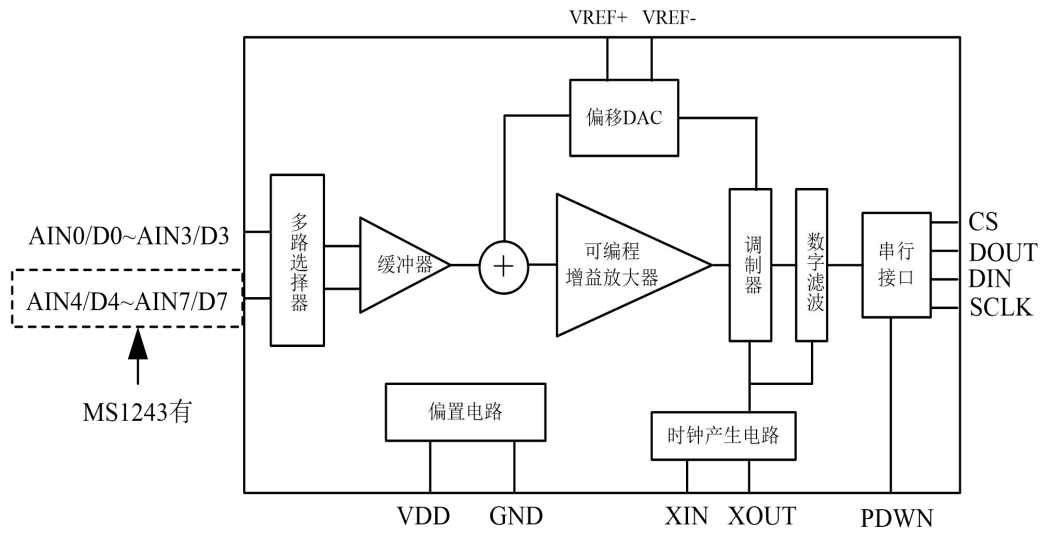 VREF+ VREF-
偏移DAC
AIN0/D0~AIN3/D3
AIN4/D4~AIN7/D7
MS1243有
多路选择器
缓冲器
+
可编程
增益放大器
调制器
数字滤波
串行
接口
CS
DOUT
DIN
SCLK
偏置电路
时钟产生电路
VDD GND XIN XOUT PDWN